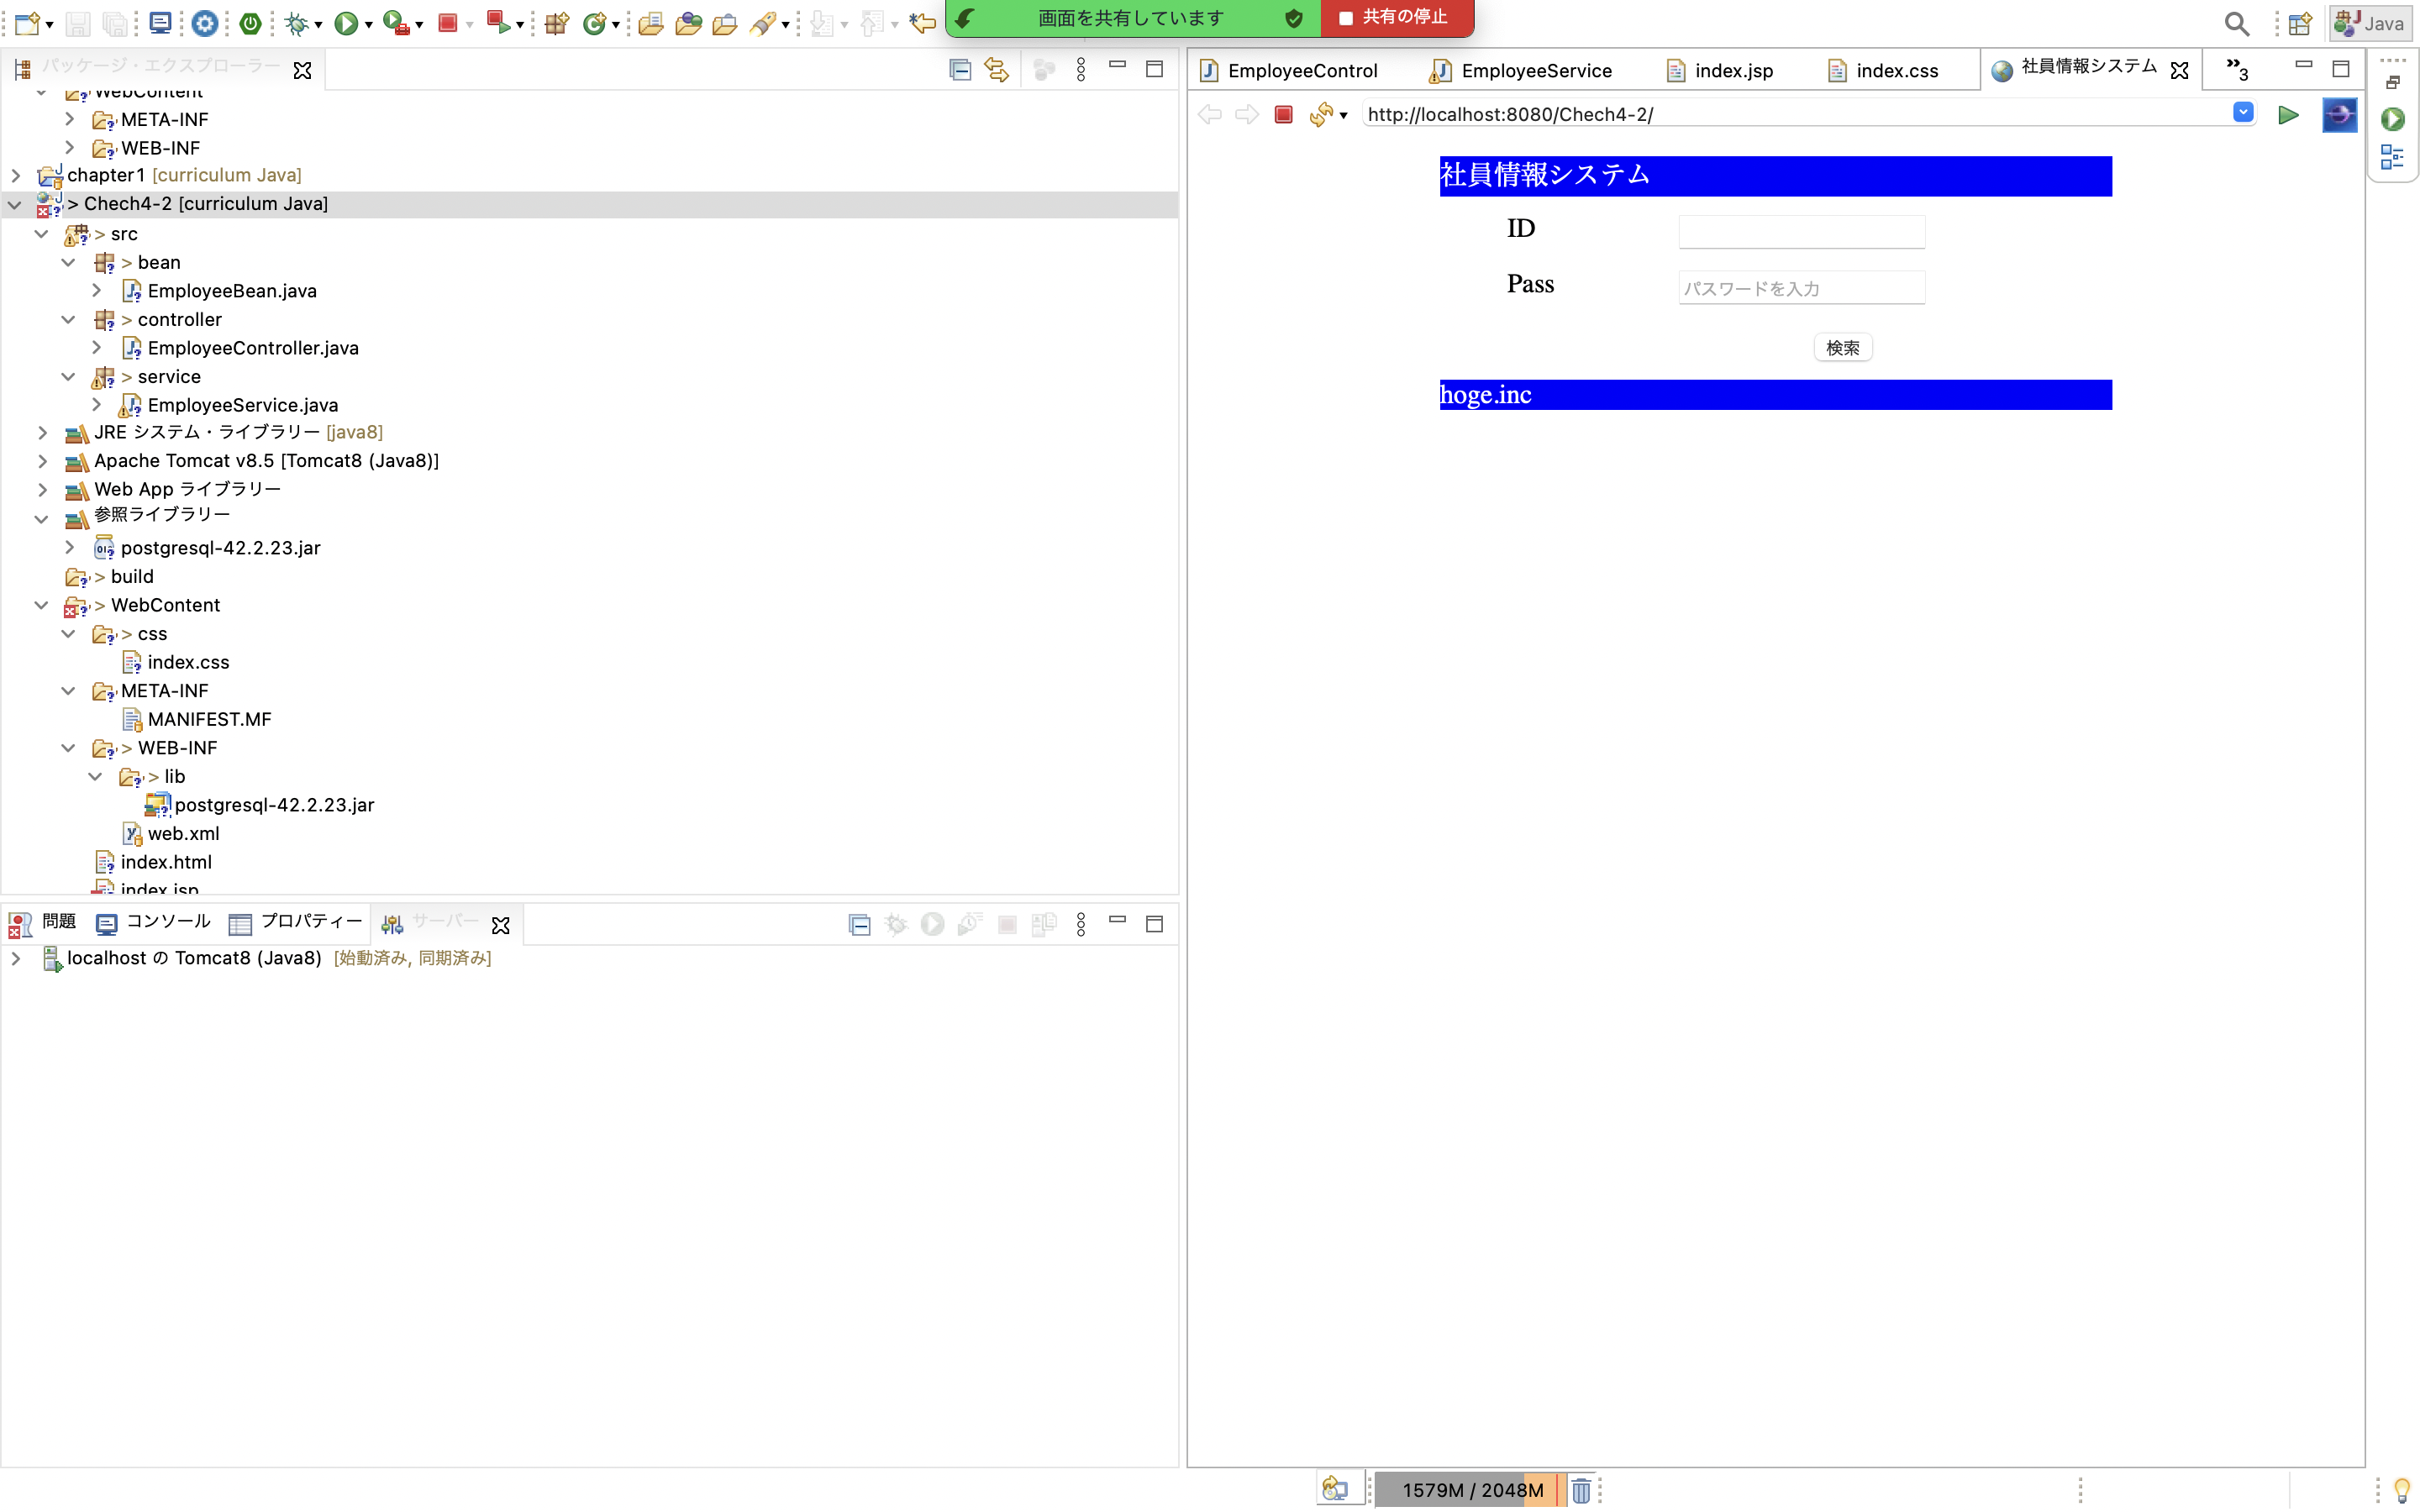 画面を共有しています
共有の停止
Java
パッケージ・エクスプローラー
WebContent
META-INF
WEB-INF
chapter1 [curriculum Java]
> Chech4-2 [curriculum Java]
> src
> bean
EmployeeBean.java
> controller
EmployeeController.java
> service
EmployeeService.java
JRE システム・ライブラリー [java8]
Apache Tomcat v8.5 [Tomcat8 (Java8)]
Web App ライブラリー
参照ライブラリー
postgresql-42.2.23.jar
> build
> WebContent
> css
index.css
META-INF
MANIFEST.MF
> WEB-INF
> lib
postgresql-42.2.23.jar
web.xml
index.html
index.jsp
問題
コンソール
プロパティー
サーバー
localhost の Tomcat8 (Java8) [始動済み, 同期済み]
EmployeeControl
EmployeeService
index.jsp
index.css
社員情報システム
»3
http://localhost:8080/Chech4-2/
社員情報システム
ID
Pass
パスワードを入力
検索
hoge.inc
1579M / 2048M